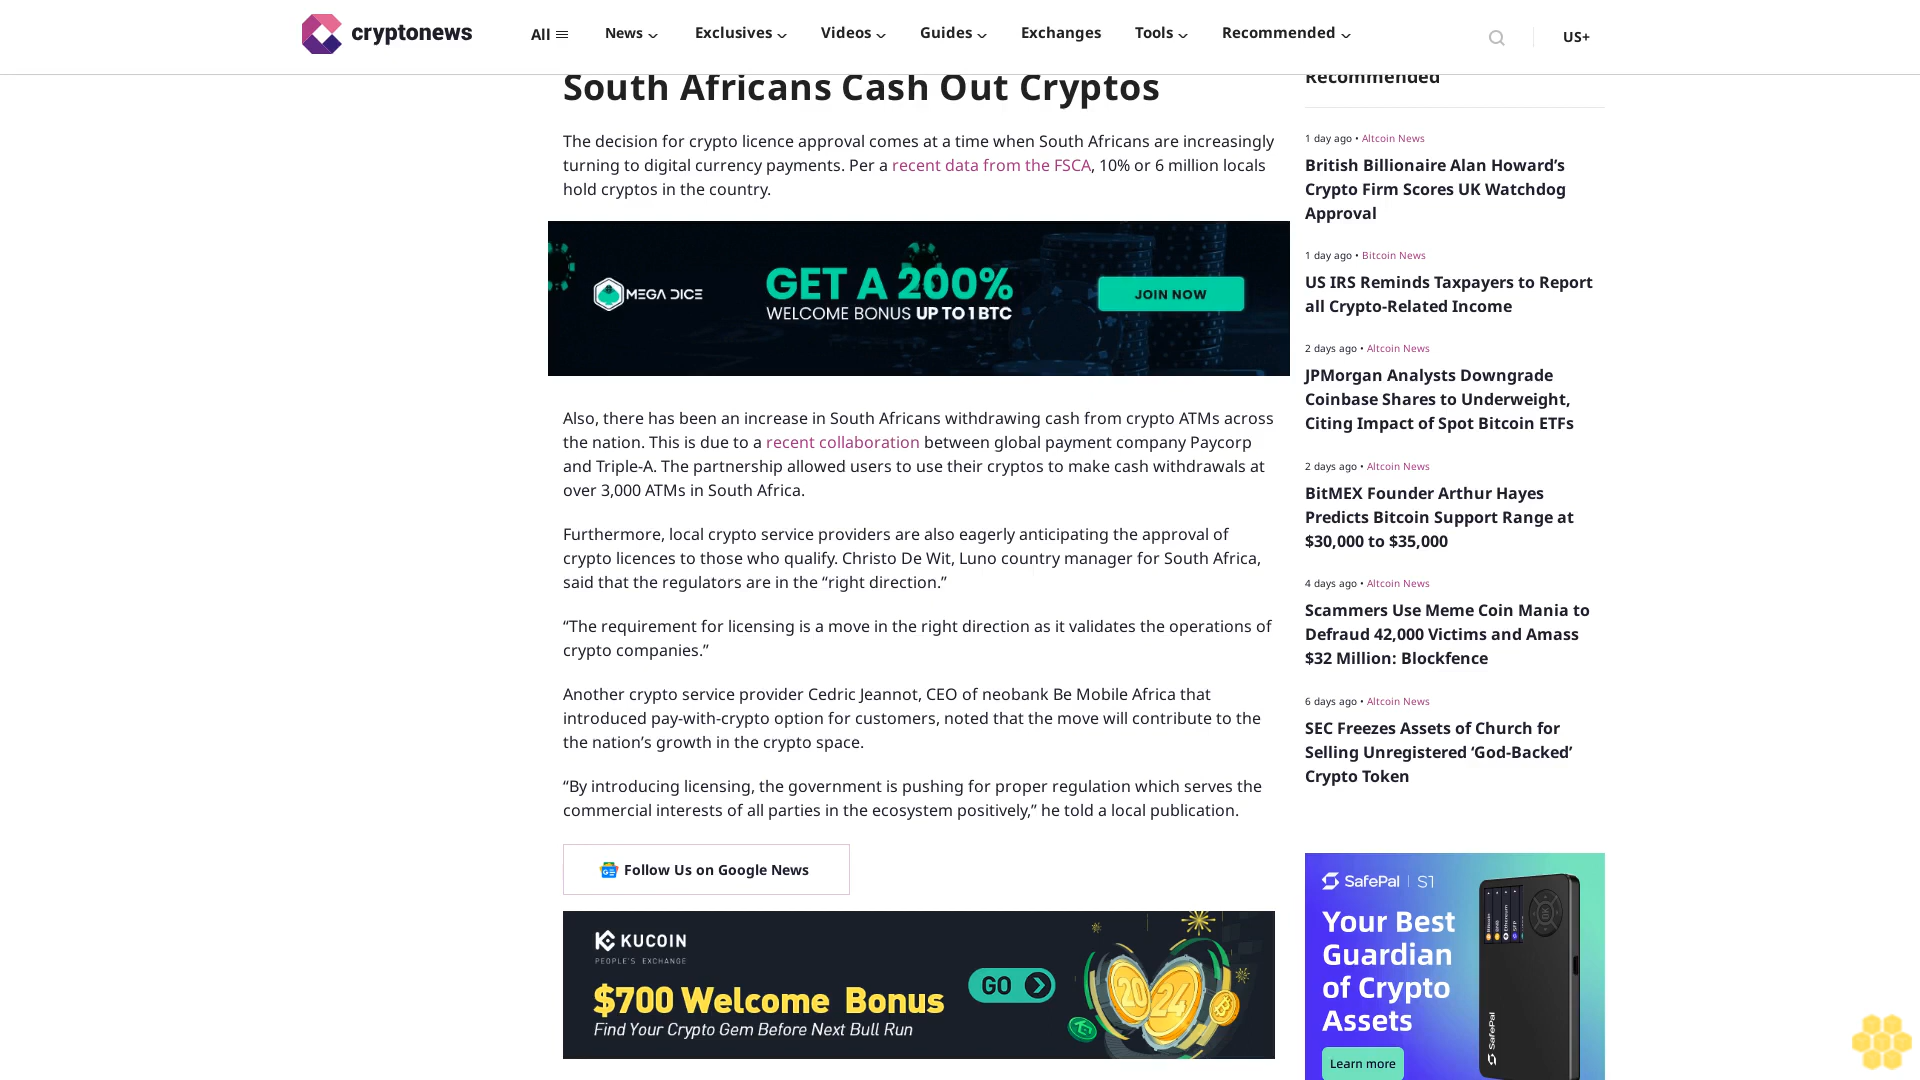 cryptonews
All
News
Exclusives
Videos
Guides
Exchanges
Tools
Recommended
US+
South Africans Cash Out Cryptos
The decision for crypto licence approval comes at a time when South Africans are increasingly
turning to digital currency payments. Per a recent data from the FSCA, 10% or 6 million locals
hold cryptos in the country.
MEGA DICE
GET A 200%
WELCOME BONUS UP TO 1 BTC
JOIN NOW
Also, there has been an increase in South Africans withdrawing cash from crypto ATMs across
the nation. This is due to a recent collaboration between global payment company Paycorp
and Triple-A. The partnership allowed users to use their cryptos to make cash withdrawals at
over 3,000 ATMs in South Africa.
Furthermore, local crypto service providers are also eagerly anticipating the approval of
crypto licences to those who qualify. Christo De Wit, Luno country manager for South Africa,
said that the regulators are in the “right direction.”
“The requirement for licensing is a move in the right direction as it validates the operations of
crypto companies.”
Another crypto service provider Cedric Jeannot, CEO of neobank Be Mobile Africa that
introduced pay-with-crypto option for customers, noted that the move will contribute to the
the nation’s growth in the crypto space.
“By introducing licensing, the government is pushing for proper regulation which serves the
commercial interests of all parties in the ecosystem positively,” he told a local publication.
Follow Us on Google News
KUCOIN
PEOPLE'S EXCHANGE
$700 Welcome Bonus
Find Your Crypto Gem Before Next Bull Run
GO
2024
Recommended
1 day ago • Altcoin News
British Billionaire Alan Howard’s
Crypto Firm Scores UK Watchdog
Approval
1 day ago • Bitcoin News
US IRS Reminds Taxpayers to Report
all Crypto-Related Income
2 days ago • Altcoin News
JPMorgan Analysts Downgrade
Coinbase Shares to Underweight,
Citing Impact of Spot Bitcoin ETFs
2 days ago • Altcoin News
BitMEX Founder Arthur Hayes
Predicts Bitcoin Support Range at
$30,000 to $35,000
4 days ago • Altcoin News
Scammers Use Meme Coin Mania to
Defraud 42,000 Victims and Amass
$32 Million: Blockfence
6 days ago • Altcoin News
SEC Freezes Assets of Church for
Selling Unregistered ‘God-Backed’
Crypto Token
SafePal | S1
Your Best
Guardian
of Crypto
Assets
Learn more
SafePal